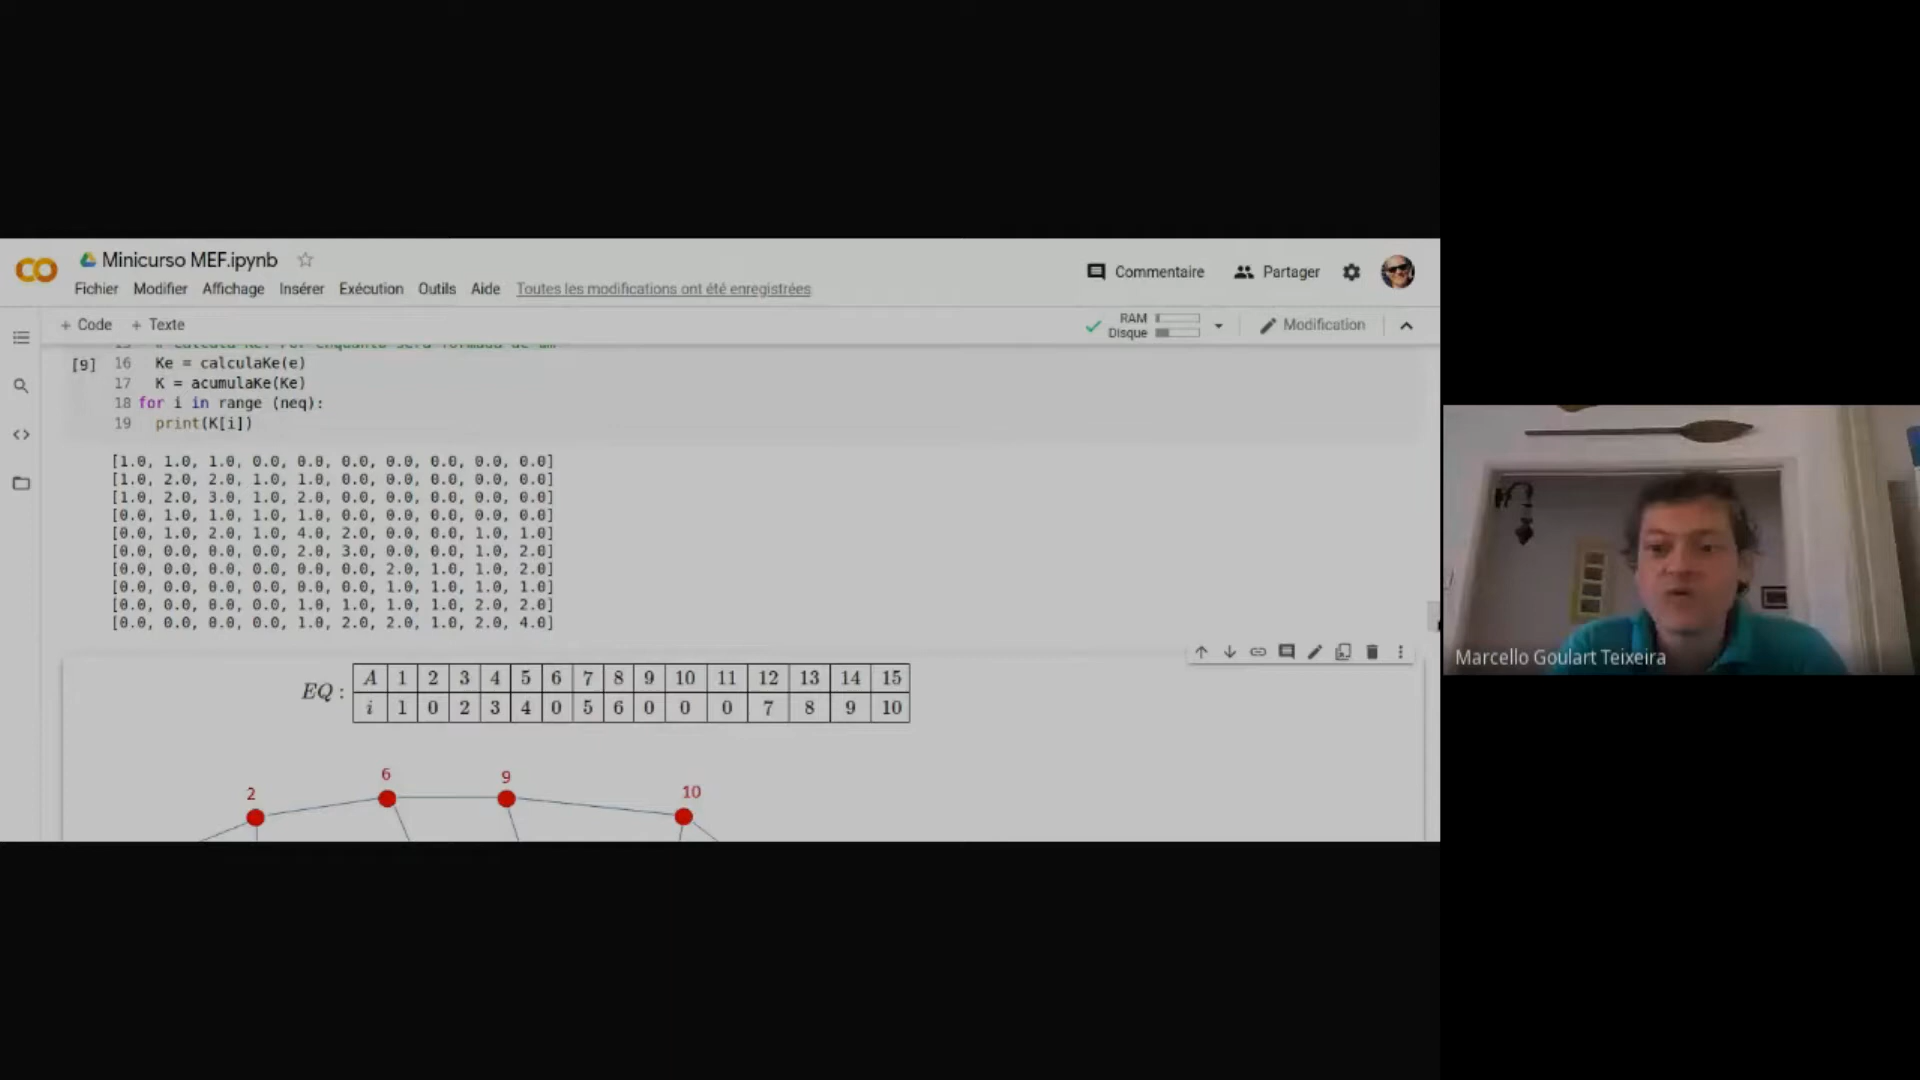 Minicurso MEF.ipynb
Fichier Modifier Affichage Insérer Exécution Outils Aide Toutes les modifications ont été enregistrées
Commentaire Partager
+ Code + Texte
RAM
Disque
Modification
[9] 16 Ke = calculaKe(e)
17 K = acumulaKe(Ke)
18 for i in range (neq):
19 print(K[i])
[1.0, 1.0, 1.0, 0.0, 0.0, 0.0, 0.0, 0.0, 0.0, 0.0]
[1.0, 2.0, 2.0, 1.0, 1.0, 0.0, 0.0, 0.0, 0.0, 0.0]
[1.0, 2.0, 3.0, 1.0, 2.0, 0.0, 0.0, 0.0, 0.0, 0.0]
[0.0, 1.0, 1.0, 1.0, 1.0, 0.0, 0.0, 0.0, 0.0, 0.0]
[0.0, 1.0, 2.0, 1.0, 4.0, 2.0, 0.0, 0.0, 1.0, 1.0]
[0.0, 0.0, 0.0, 0.0, 2.0, 3.0, 0.0, 0.0, 1.0, 2.0]
[0.0, 0.0, 0.0, 0.0, 0.0, 0.0, 2.0, 1.0, 1.0, 2.0]
[0.0, 0.0, 0.0, 0.0, 0.0, 0.0, 1.0, 1.0, 1.0, 1.0]
[0.0, 0.0, 0.0, 0.0, 1.0, 1.0, 1.0, 1.0, 2.0, 2.0]
[0.0, 0.0, 0.0, 0.0, 1.0, 2.0, 2.0, 1.0, 2.0, 4.0]
EQ :
A 1 2 3 4 5 6 7 8 9 10 11 12 13 14 15
i 1 0 2 3 4 0 5 6 0 0 0 7 8 9 10
2 6 9 10
Marcello Goulart Teixeira